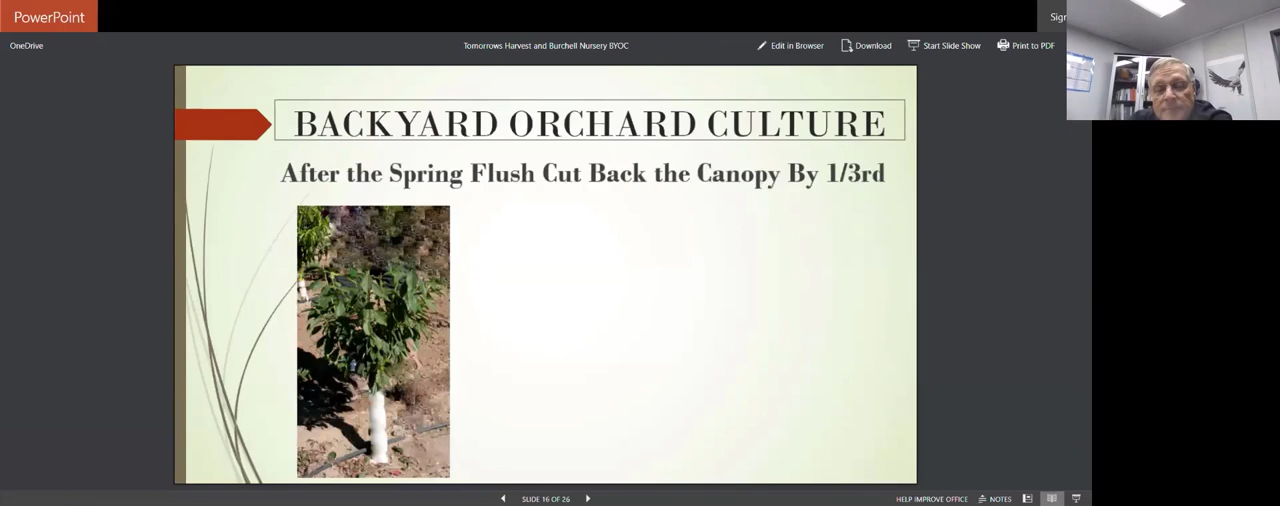 PowerPoint
Sign
OneDrive
Tomorrows Harvest and Burchell Nursery BYOC
Edit in Browser
Download
Start Slide Show
Print to PDF
BACKYARD ORCHARD CULTURE
After the Spring Flush Cut Back the Canopy By 1/3rd
SLIDE 16 OF 26
HELP IMPROVE OFFICE
NOTES